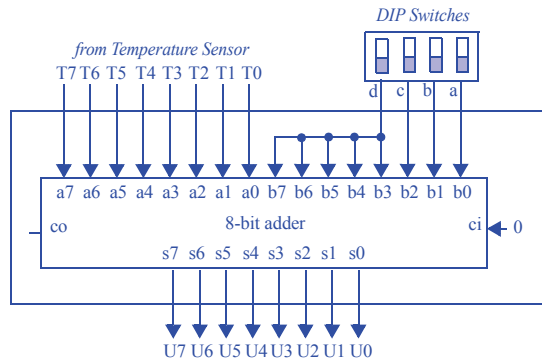 DIP Switches
from Temperature Sensor
T7 T6 T5 T4 T3 T2 T1 T0
d c b a
a7 a6 a5 a4 a3 a2 a1 a0 b7 b6 b5 b4 b3 b2 b1 b0
co 8-bit adder ci 0
s7 s6 s5 s4 s3 s2 s1 s0
U7 U6 U5 U4 U3 U2 U1 U0